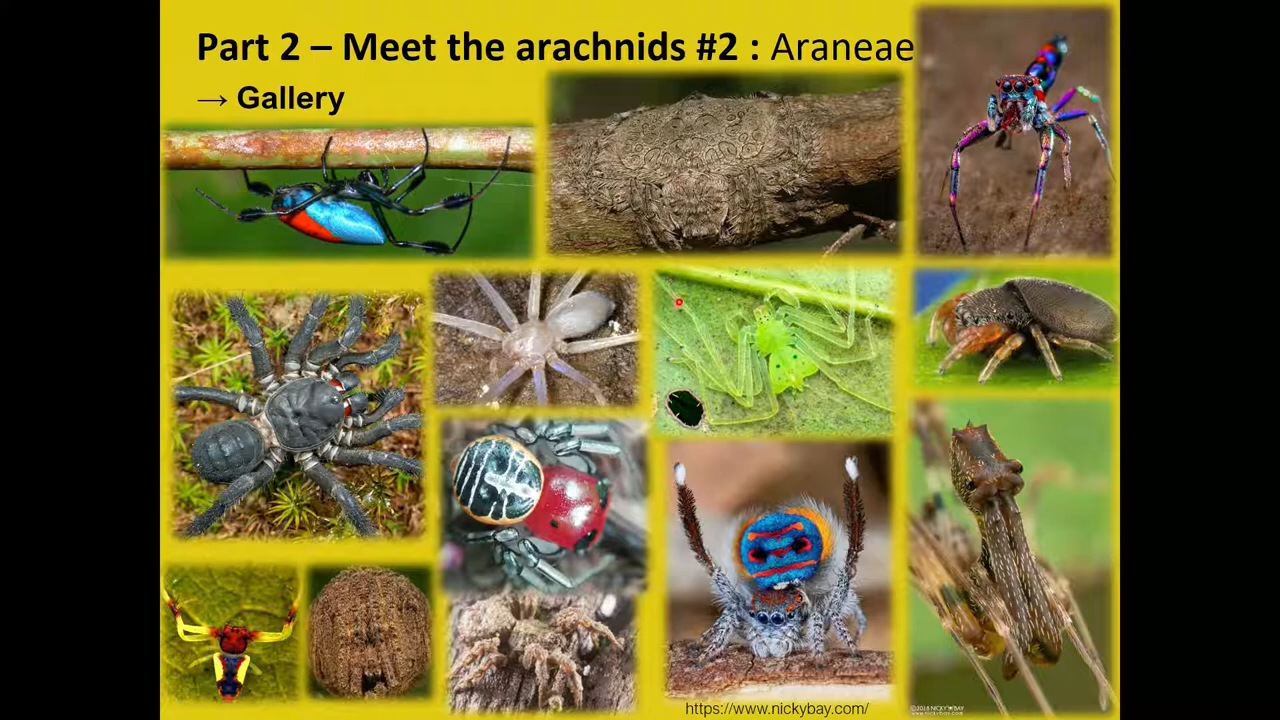 Part 2 – Meet the arachnids #2 : Araneae
→ Gallery
https://www.nickybay.com/